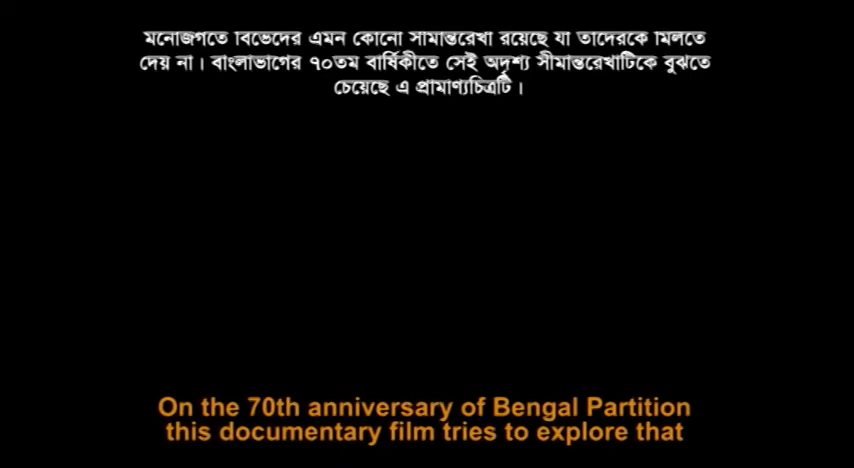 মনোজগতে বিভেদের এমন কোনো সীমান্তরেখা রয়েছে যা তাদেরকে মিলতে
দেয় না। বাংলাভাগের ৭০তম বার্ষিকীতে সেই অদৃশ্য সীমান্তরেখাটিকে বুঝতে
চেয়েছে এ প্রামাণ্যচিত্রটি।
On the 70th anniversary of Bengal Partition
this documentary film tries to explore that